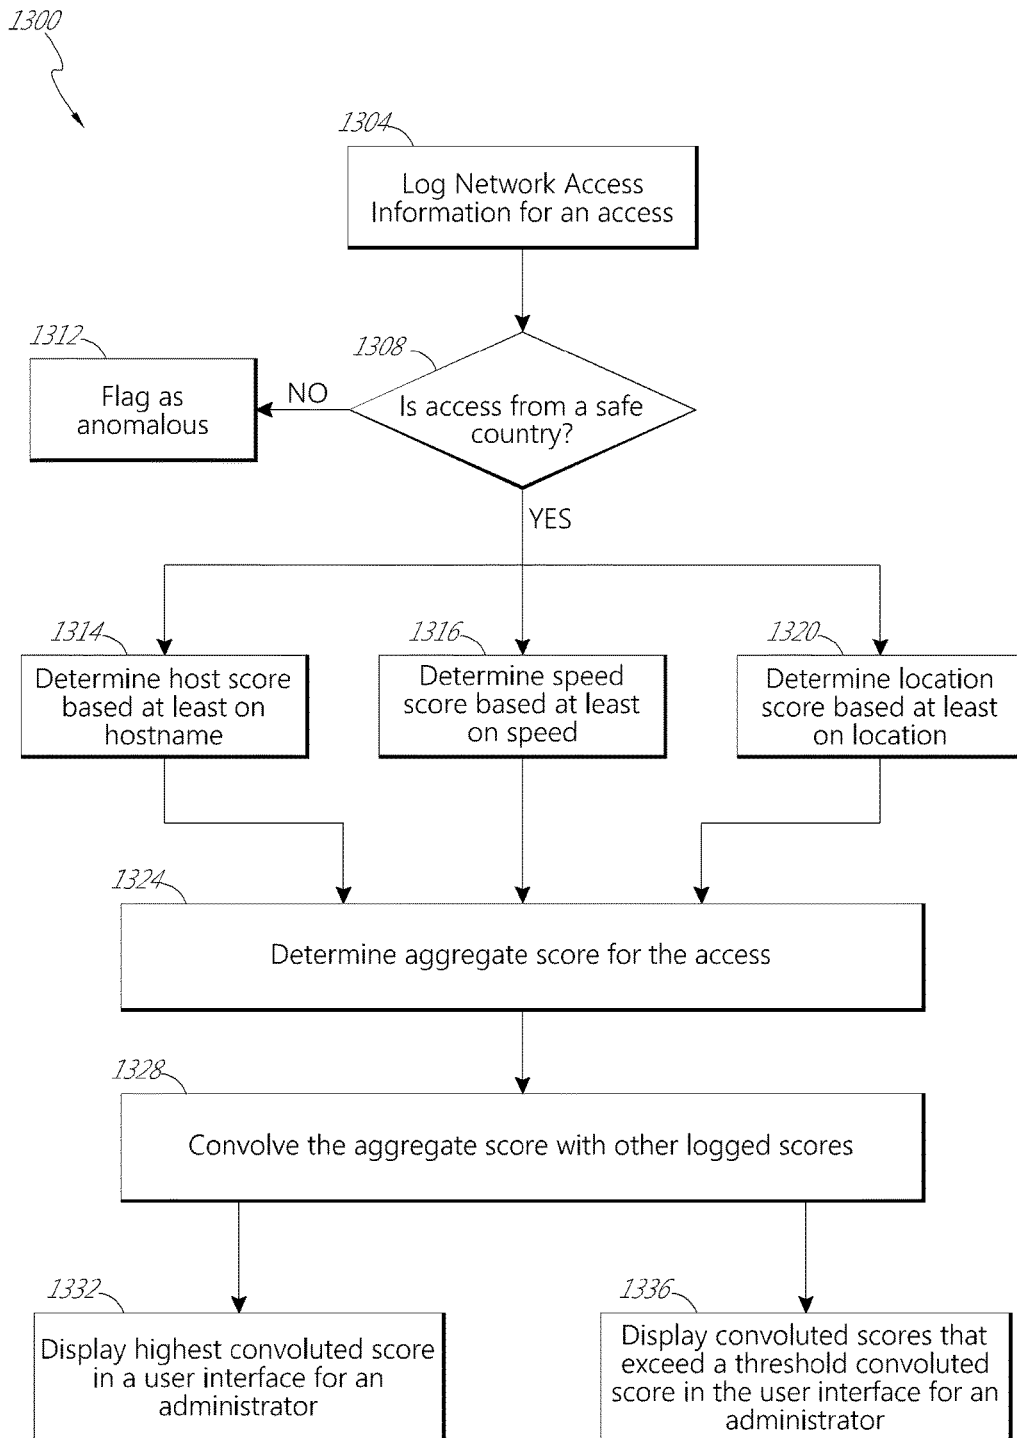 1300
1304
Log Network Access
Information for an access
1312
Flag as
anomalous
NO
1308
Is access from a safe
country?
YES
1314
Determine host score
based at least on
hostname
1316
Determine speed
score based at least
on speed
1320
Determine location
score based at least
on location
1324
Determine aggregate score for the access
1328
Convolve the aggregate score with other logged scores
1332
Display highest convoluted score
in a user interface for an
administrator
1336
Display convoluted scores that
exceed a threshold convoluted
score in the user interface for an
administrator